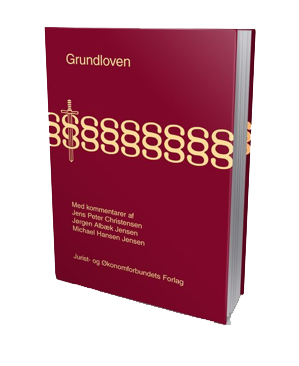 Grundloven
§§§§§§§§§§§
§§§§§§§§§§§
Med kommentarer af
Jens Peter Christensen
Jørgen Albæk Jensen
Michael Hansen Jensen
Jurist- og Økonomforbundets Forlag